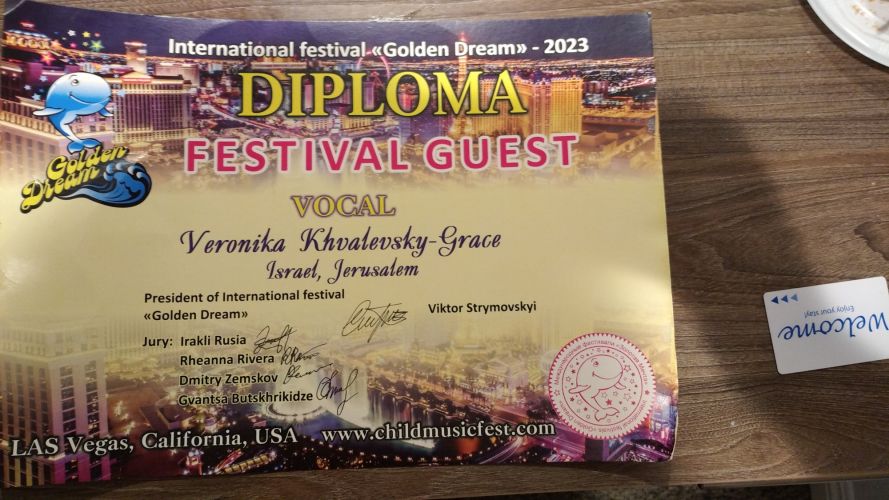 International festival «Golden Dream» - 2023
DIPLOMA
Golden
Dream
FESTIVAL GUEST
VOCAL
Veronika Khvalevsky-Grace
Israel, Jerusalem
President of International festival
«Golden Dream»
Viktor Strymovskyi
Jury: Irakli Rusia
Rheanna Rivera
Dmitry Zemskov
Gvantsa Butskhrikidze
LAS Vegas, California, USA www.childmusicfest.com
Welcome
Enjoy your stay!